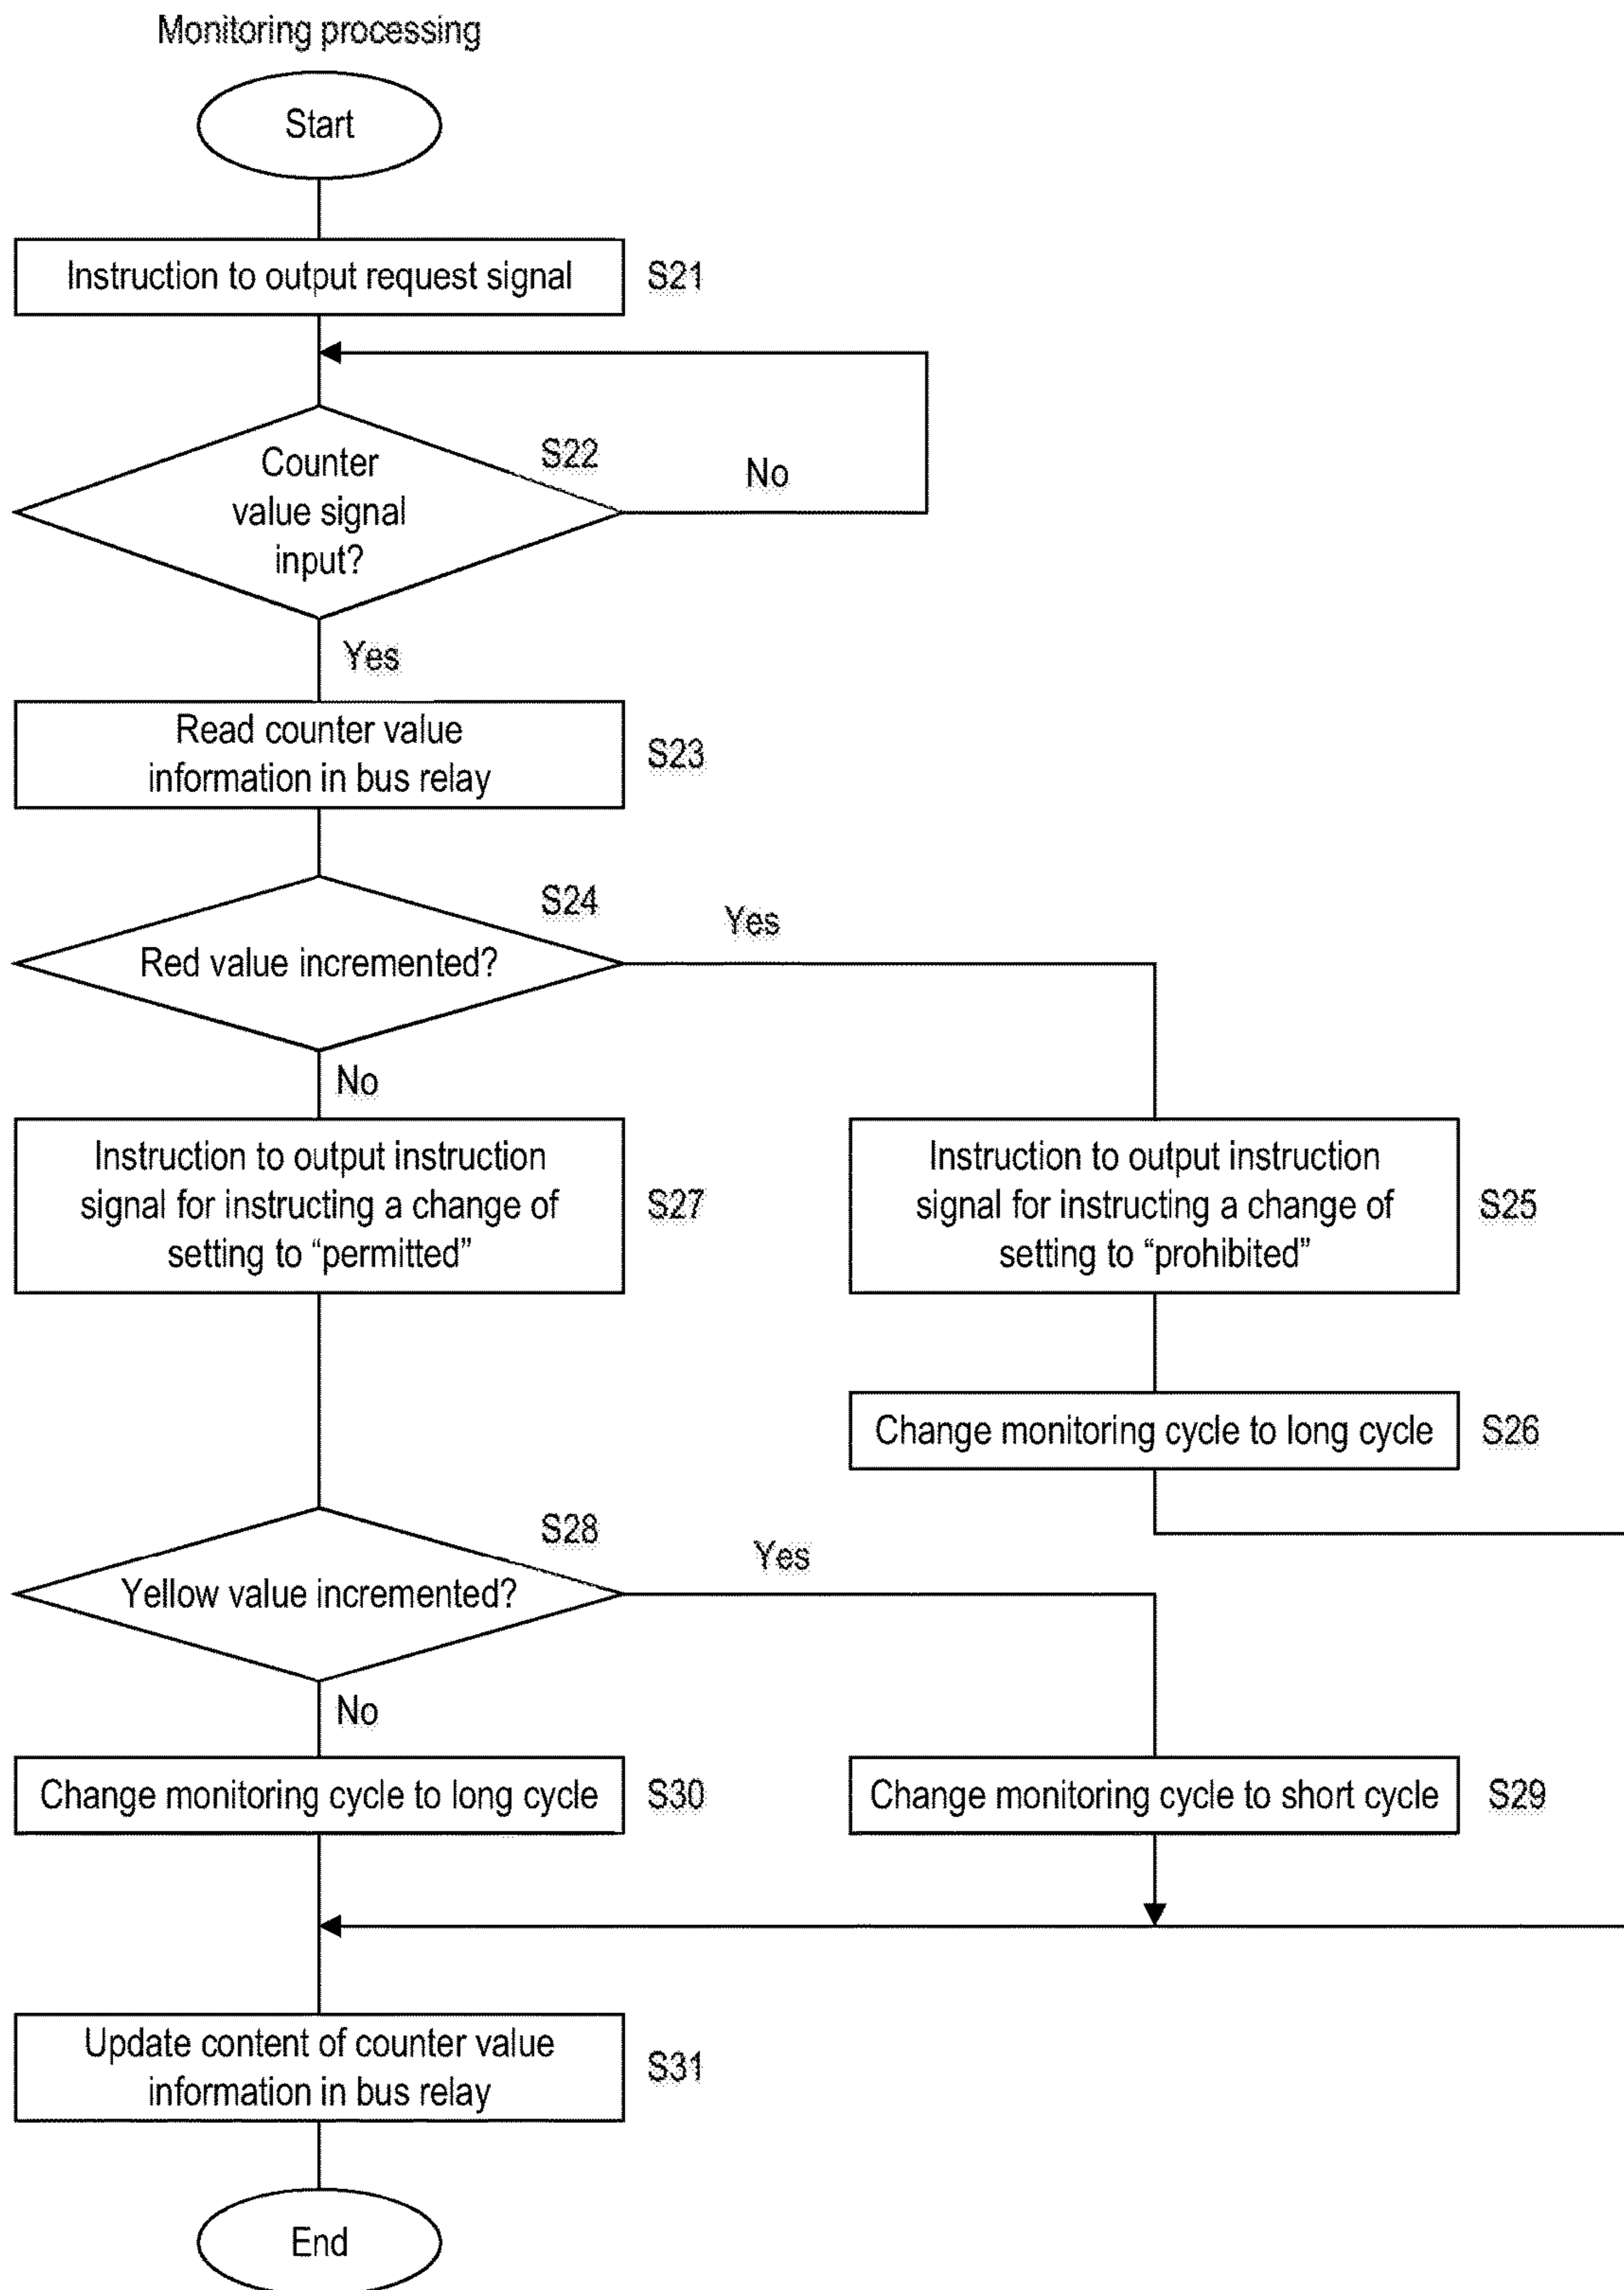 Monitoring processing
Start
Instruction to output request signal
S21
Counter
value signal
input?
S22
No
Yes
Read counter value
information in bus relay
S23
Red value incremented?
S24
Yes
No
Instruction to output instruction
signal for instructing a change of
setting to “permitted”
S27
Instruction to output instruction
signal for instructing a change of
setting to “prohibited”
S25
Change monitoring cycle to long cycle
S26
Yellow value incremented?
S28
Yes
No
Change monitoring cycle to long cycle
S30
Change monitoring cycle to short cycle
S29
Update content of counter value
information in bus relay
S31
End